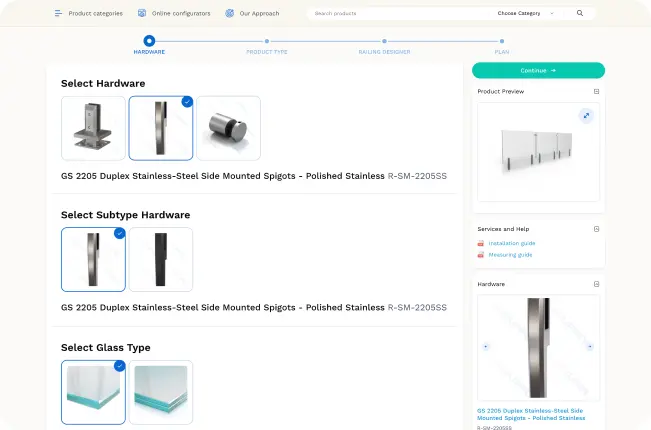 Product categories
Online configurators
Our Approach
Search products
Choose Category
HARDWARE
PRODUCT TYPE
RAILING DESIGNER
PLAN
Select Hardware
GS 2205 Duplex Stainless-Steel Side Mounted Spigots - Polished Stainless R-SM-2205SS
Select Subtype Hardware
GS 2205 Duplex Stainless-Steel Side Mounted Spigots - Polished Stainless R-SM-2205SS
Select Glass Type
Continue →
Product Preview
Services and Help
Installation guide
Measuring guide
Hardware
GS 2205 Duplex Stainless-Steel Side
Mounted Spigots - Polished Stainless
R-SM-2205SS